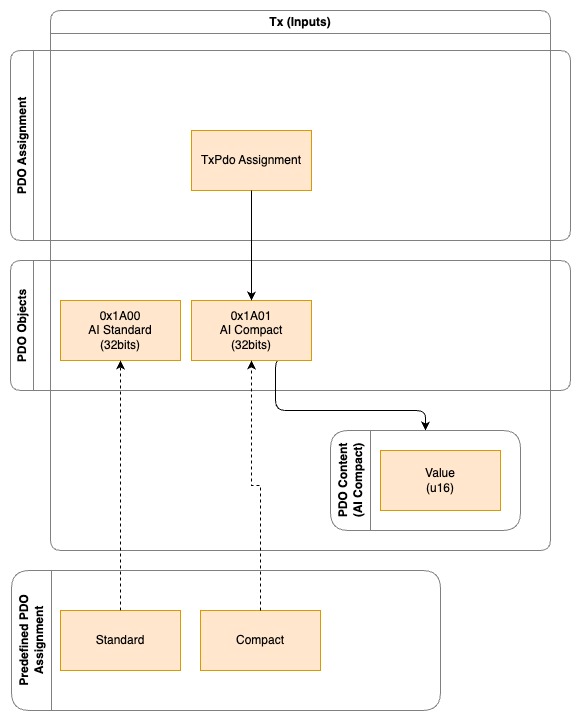 Tx (Inputs)
PDO Assignment
TxPdo Assignment
PDO Objects
0x1A00
AI Standard
(32bits)
0x1A01
AI Compact
(32bits)
PDO Content
(AI Compact)
Value
(u16)
Predefined PDO
Assignment
Standard
Compact